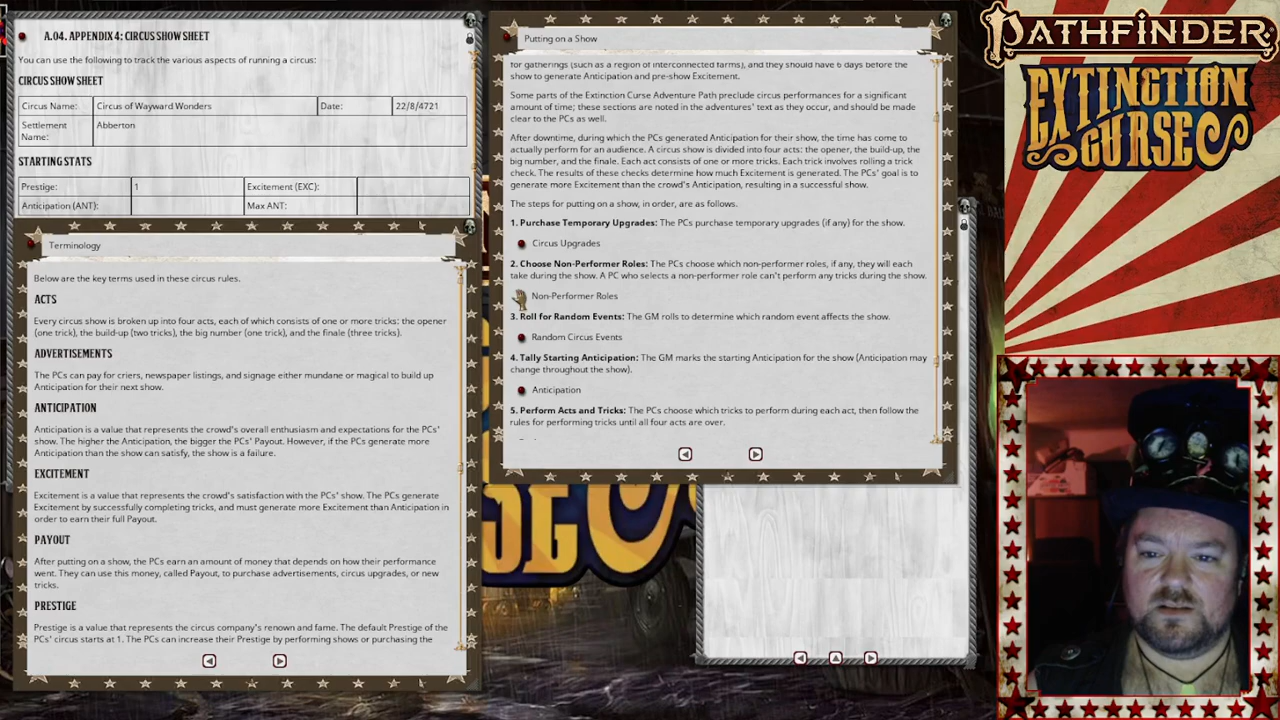 A.04. APPENDIX 4: CIRCUS SHOW SHEET
You can use the following to track the various aspects of running a circus:
CIRCUS SHOW SHEET
Circus Name: Circus of Wayward Wonders Date: 22/8/4721
Settlement Name: Abberton
STARTING STATS
Prestige: 1 Excitement (EXC):
Anticipation (ANT): Max ANT:
Terminology
Below are the key terms used in these circus rules.
ACTS
Every circus show is broken up into four acts, each of which consists of one or more tricks: the opener
(one trick), the build-up (two tricks), the big number (one trick), and the finale (three tricks).
ADVERTISEMENTS
The PCs can pay for criers, newspaper listings, and signage either mundane or magical to build up
Anticipation for their next show.
ANTICIPATION
Anticipation is a value that represents the crowd's overall enthusiasm and expectations for the PCs'
show. The higher the Anticipation, the bigger the PCs' Payout. However, if the PCs generate more
Anticipation than the show can satisfy, the show is a failure.
EXCITEMENT
Excitement is a value that represents the crowd's satisfaction with the PCs' show. The PCs generate
Excitement by successfully completing tricks, and must generate more Excitement than Anticipation in
order to earn their full Payout.
PAYOUT
After putting on a show, the PCs earn an amount of money that depends on how their performance
went. They can use this money, called Payout, to purchase advertisements, circus upgrades, or new
tricks.
PRESTIGE
Prestige is a value that represents the circus company's renown and fame. The default Prestige of the
PCs' circus starts at 1. The PCs can increase their Prestige by performing shows or purchasing the
Putting on a Show
for gatherings (such as a region of interconnected farms), and they should have 6 days before the
show to generate Anticipation and pre-show Excitement.
Some parts of the Extinction Curse Adventure Path preclude circus performances for a significant
amount of time; these sections are noted in the adventures' text as they occur, and should be made
clear to the PCs as well.
After downtime, during which the PCs generated Anticipation for their show, the time has come to
actually perform for an audience. A circus show is divided into four acts: the opener, the build-up, the
big number, and the finale. Each act consists of one or more tricks. Each trick involves rolling a trick
check. The results of these checks determine how much Excitement is generated. The PCs' goal is to
generate more Excitement than the crowd's Anticipation, resulting in a successful show.
The steps for putting on a show, in order, are as follows.
1. Purchase Temporary Upgrades: The PCs purchase temporary upgrades (if any) for the show.
Circus Upgrades
2. Choose Non-Performer Roles: The PCs choose which non-performer roles, if any, they will each
take during the show. A PC who selects a non-performer role can't perform any tricks during the show.
Non-Performer Roles
3. Roll for Random Events: The GM rolls to determine which random event affects the show.
Random Circus Events
4. Tally Starting Anticipation: The GM marks the starting Anticipation for the show (Anticipation may
change throughout the show).
Anticipation
5. Perform Acts and Tricks: The PCs choose which tricks to perform during each act, then follow the
rules for performing tricks until all four acts are over.
PATHFINDER
EXTINCTION
CURSE